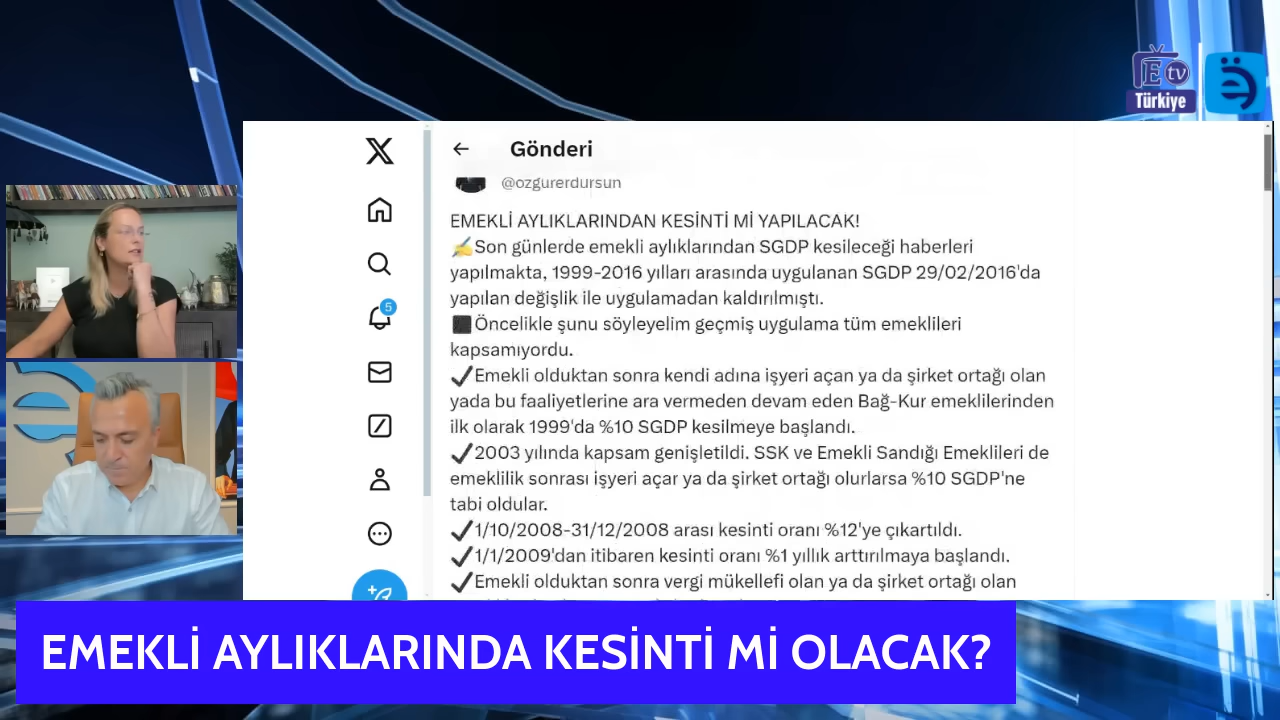 E tv
Türkiye
Gönderi
@ozgurerdursun
EMEKLİ AYLIKLARINDAN KESİNTİ Mİ YAPILACAK!
Son günlerde emekli aylıklarından SGDP kesileceği haberleri
yapılmakta, 1999-2016 yılları arasında uygulanan SGDP 29/02/2016'da
yapılan değişlik ile uygulamadan kaldırılmıştı.
Öncelikle şunu söyleyelim geçmiş uygulama tüm emeklileri
kapsamıyordu.
Emekli olduktan sonra kendi adına işyeri açan ya da şirket ortağı olan
yada bu faaliyetlerine ara vermeden devam eden Bağ-Kur emeklilerinden
ilk olarak 1999'da %10 SGDP kesilmeye başlandı.
2003 yılında kapsam genişletildi. SSK ve Emekli Sandığı Emeklileri de
emeklilik sonrası işyeri açar ya da şirket ortağı olurlarsa %10 SGDP'ne
tabi oldular.
1/10/2008-31/12/2008 arası kesinti oranı %12'ye çıkartıldı.
1/1/2009'dan itibaren kesinti oranı %1 yıllık arttırılmaya başlandı.
Emekli olduktan sonra vergi mükellefi olan ya da şirket ortağı olan
5
EMEKLİ AYLIKLARINDA KESİNTİ Mİ OLACAK?